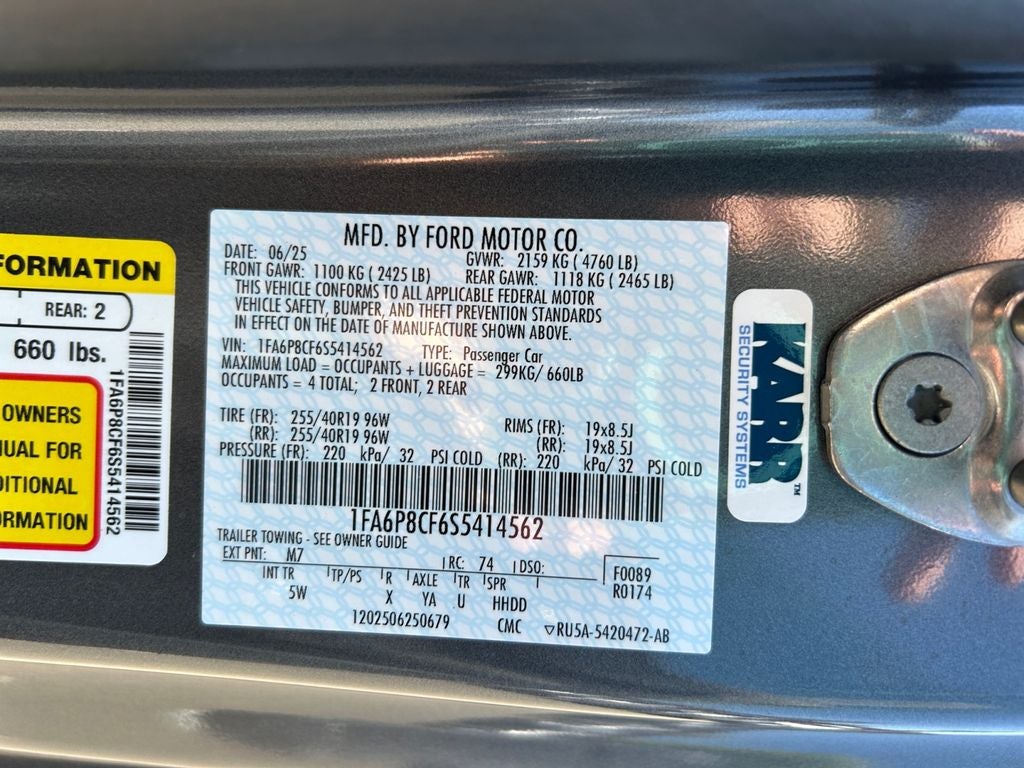 FORMATION
REAR: 2
660 lbs.
OWNERS
NUAL FOR
DITIONAL
ORMATION
1FA6P8CF6S5414562
MFD. BY FORD MOTOR CO.
DATE: 06/25 GVWR: 2159 KG ( 4760 LB)
FRONT GAWR: 1100 KG ( 2425 LB) REAR GAWR: 1118 KG ( 2465 LB)
THIS VEHICLE CONFORMS TO ALL APPLICABLE FEDERAL MOTOR
VEHICLE SAFETY, BUMPER, AND THEFT PREVENTION STANDARDS
IN EFFECT ON THE DATE OF MANUFACTURE SHOWN ABOVE.
VIN: 1FA6P8CF6S5414562 TYPE: Passenger Car
MAXIMUM LOAD = OCCUPANTS + LUGGAGE = 299KG/ 660LB
OCCUPANTS = 4 TOTAL; 2 FRONT, 2 REAR
TIRE (FR): 255/40R19 96W RIMS (FR): 19x8.5J
(RR): 255/40R19 96W (RR): 19x8.5J
PRESSURE (FR): 220 kPa/ 32 PSI COLD (RR): 220 kPa/ 32 PSI COLD
1FA6P8CF6S5414562
TRAILER TOWING - SEE OWNER GUIDE
EXT PNT: M7 RC: 74 DSO: F0089
R0174
INT TR TP/PS R AXLE TR SPR
5W X YA U HHDD
1202506250679 CMC ▽RU5A-5420472-AB
KARR™
SECURITY SYSTEMS